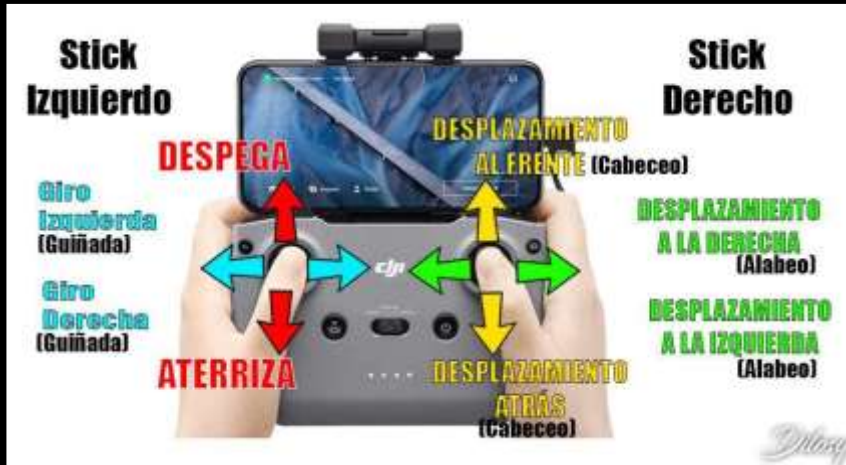 Stick
Izquierdo
Stick
Derecho
DESPEGA
DESPLAZAMIENTO
AL FRENTE (Cabeceo)
Giro
Izquierda
(Guiñada)
DESPLAZAMIENTO
A LA DERECHA
(Alabeo)
dji
Giro
Derecha
(Guiñada)
DESPLAZAMIENTO
A LA IZQUIERDA
(Alabeo)
ATERRIZA
DESPLAZAMIENTO
ATRÁS
(Cabeceo)